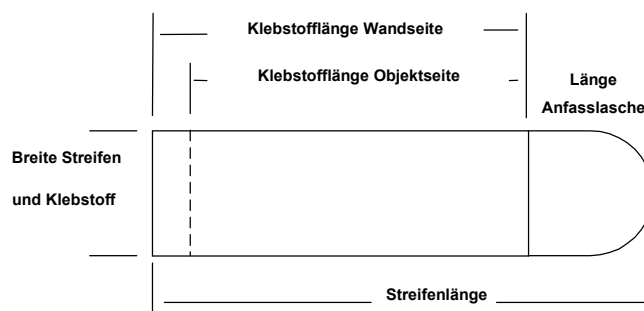 Klebstofflänge Wandseite
Klebstofflänge Objektseite
Länge
Anfasslasche
Breite Streifen
und Klebstoff
Streifenlänge